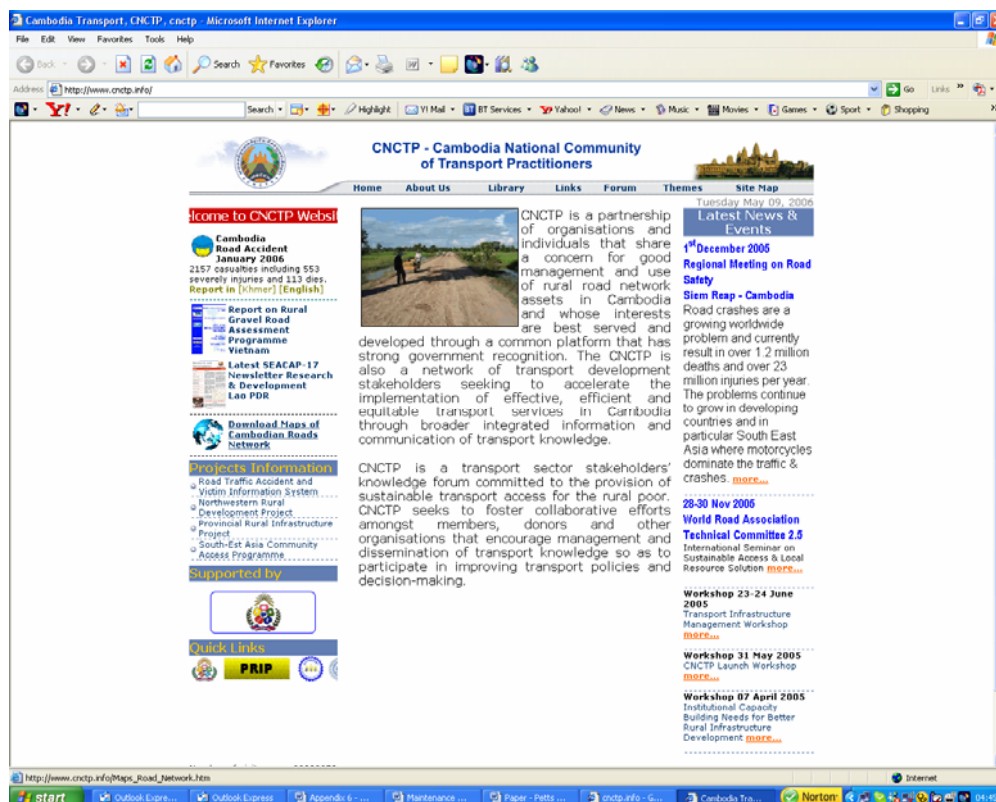 Cambodia Transport, CNCTP, cnctp - Microsoft Internet Explorer
File Edit View Favorites Tools Help
Back Search Favorites
Address http://www.cnctp.info/ Go Links
Y! Search Highlight Y! Mail BT Services Yahoo! News Music Movies Games Sport Shopping
CNCTP - Cambodia National Community
of Transport Practitioners
Home About Us Library Links Forum Themes Site Map
Tuesday May 09, 2006
lcome to CNCTP Websi
Cambodia
Road Accident
January 2006
2157 casualties including 553
severely injuries and 113 dies.
Report in [Khmer] [English]
Report on Rural
Gravel Road
Assessment
Programme
Vietnam
Latest SEACAP-17
Newsletter Research
& Development
Lao PDR
Download Maps of
Cambodian Roads
Network
Projects Information
Road Traffic Accident and
Victim Information System
Northwestern Rural
Development Project
Provincial Rural Infrastructure
Project
South-Est Asia Community
Access Programme
Supported by
Quick Links
PRIP
CNCTP is a partnership
of organisations and
individuals that share
a concern for good
management and use
of rural road network
assets in Cambodia
and whose interests
are best served and
developed through a common platform that has
strong government recognition. The CNCTP is
also a network of transport development
stakeholders seeking to accelerate the
implementation of effective, efficient and
equitable transport services in Cambodia
through broader integrated information and
communication of transport knowledge.
CNCTP is a transport sector stakeholders'
knowledge forum committed to the provision of
sustainable transport access for the rural poor.
CNCTP seeks to foster collaborative efforts
amongst members, donors and other
organisations that encourage management and
dissemination of transport knowledge so as to
participate in improving transport policies and
decision-making.
Latest News &
Events
1st December 2005
Regional Meeting on Road
Safety
Siem Reap - Cambodia
Road crashes are a
growing worldwide
problem and currently
result in over 1.2 million
deaths and over 23
million injuries per year.
The problems continue
to grow in developing
countries and in
particular South East
Asia where motorcycles
dominate the traffic &
crashes. more...
28-30 Nov 2005
World Road Association
Technical Committee 2.5
International Seminar on
Sustainable Access & Local
Resource Solution more...
Workshop 23-24 June
2005
Transport Infrastructure
Management Workshop
more...
Workshop 31 May 2005
CNCTP Launch Workshop
more...
Workshop 07 April 2005
Institutional Capacity
Building Needs for Better
Rural Infrastructure
Development more...
http://www.cnctp.info/Maps_Road_Network.htm Internet
start Outlook Expre... Outlook Express Appendix 6 - ... Maintenance ... Paper - Petts ... cnctp.info - G... Cambodia Tra... Norton